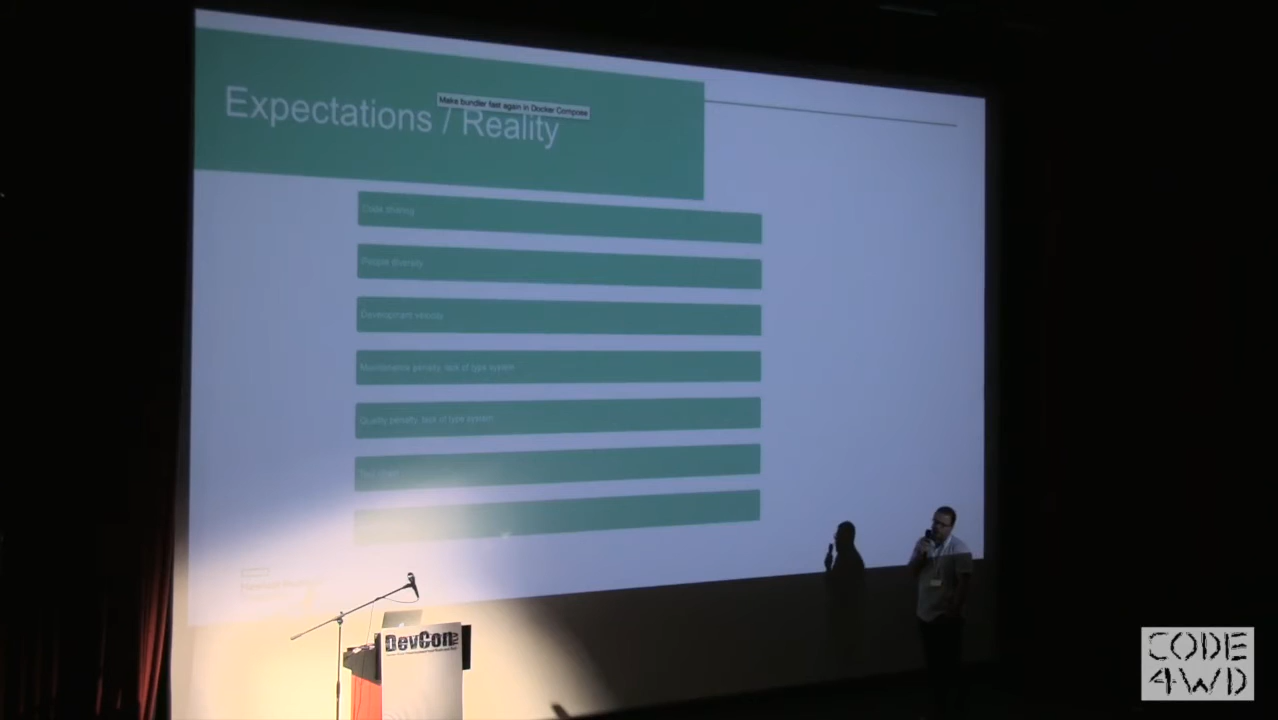 Expectations / Reality
Make bundler fast again in Docker Compose
Code sharing
People diversity
Development velocity
Maintenance penalty, lack of type system
Quality penalty, lack of type system
DevCon
TLV
CODE
4WD